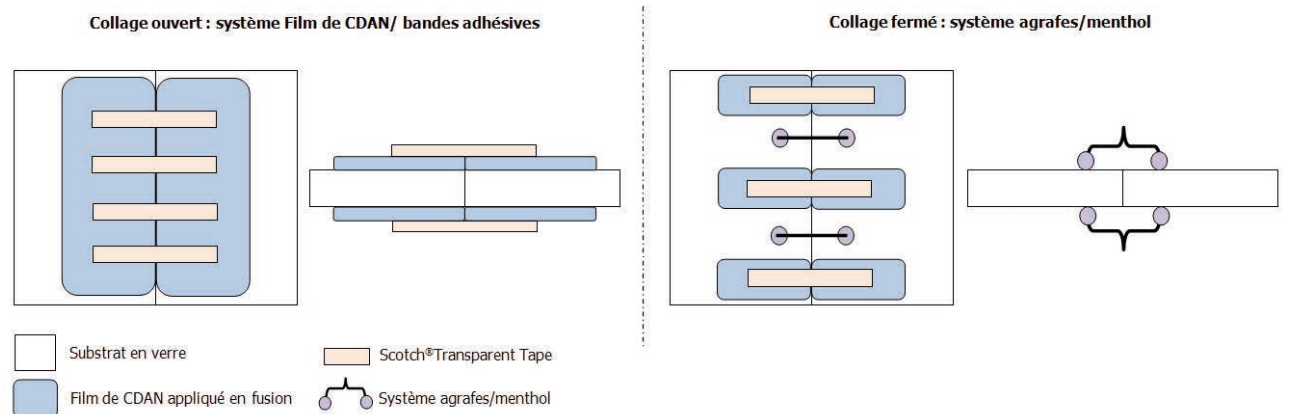 Collage ouvert : système Film de CDAN/ bandes adhésives
Collage fermé : système agrafes/menthol
Substrat en verre
Scotch®Transparent Tape
Film de CDAN appliqué en fusion
Système agrafes/menthol